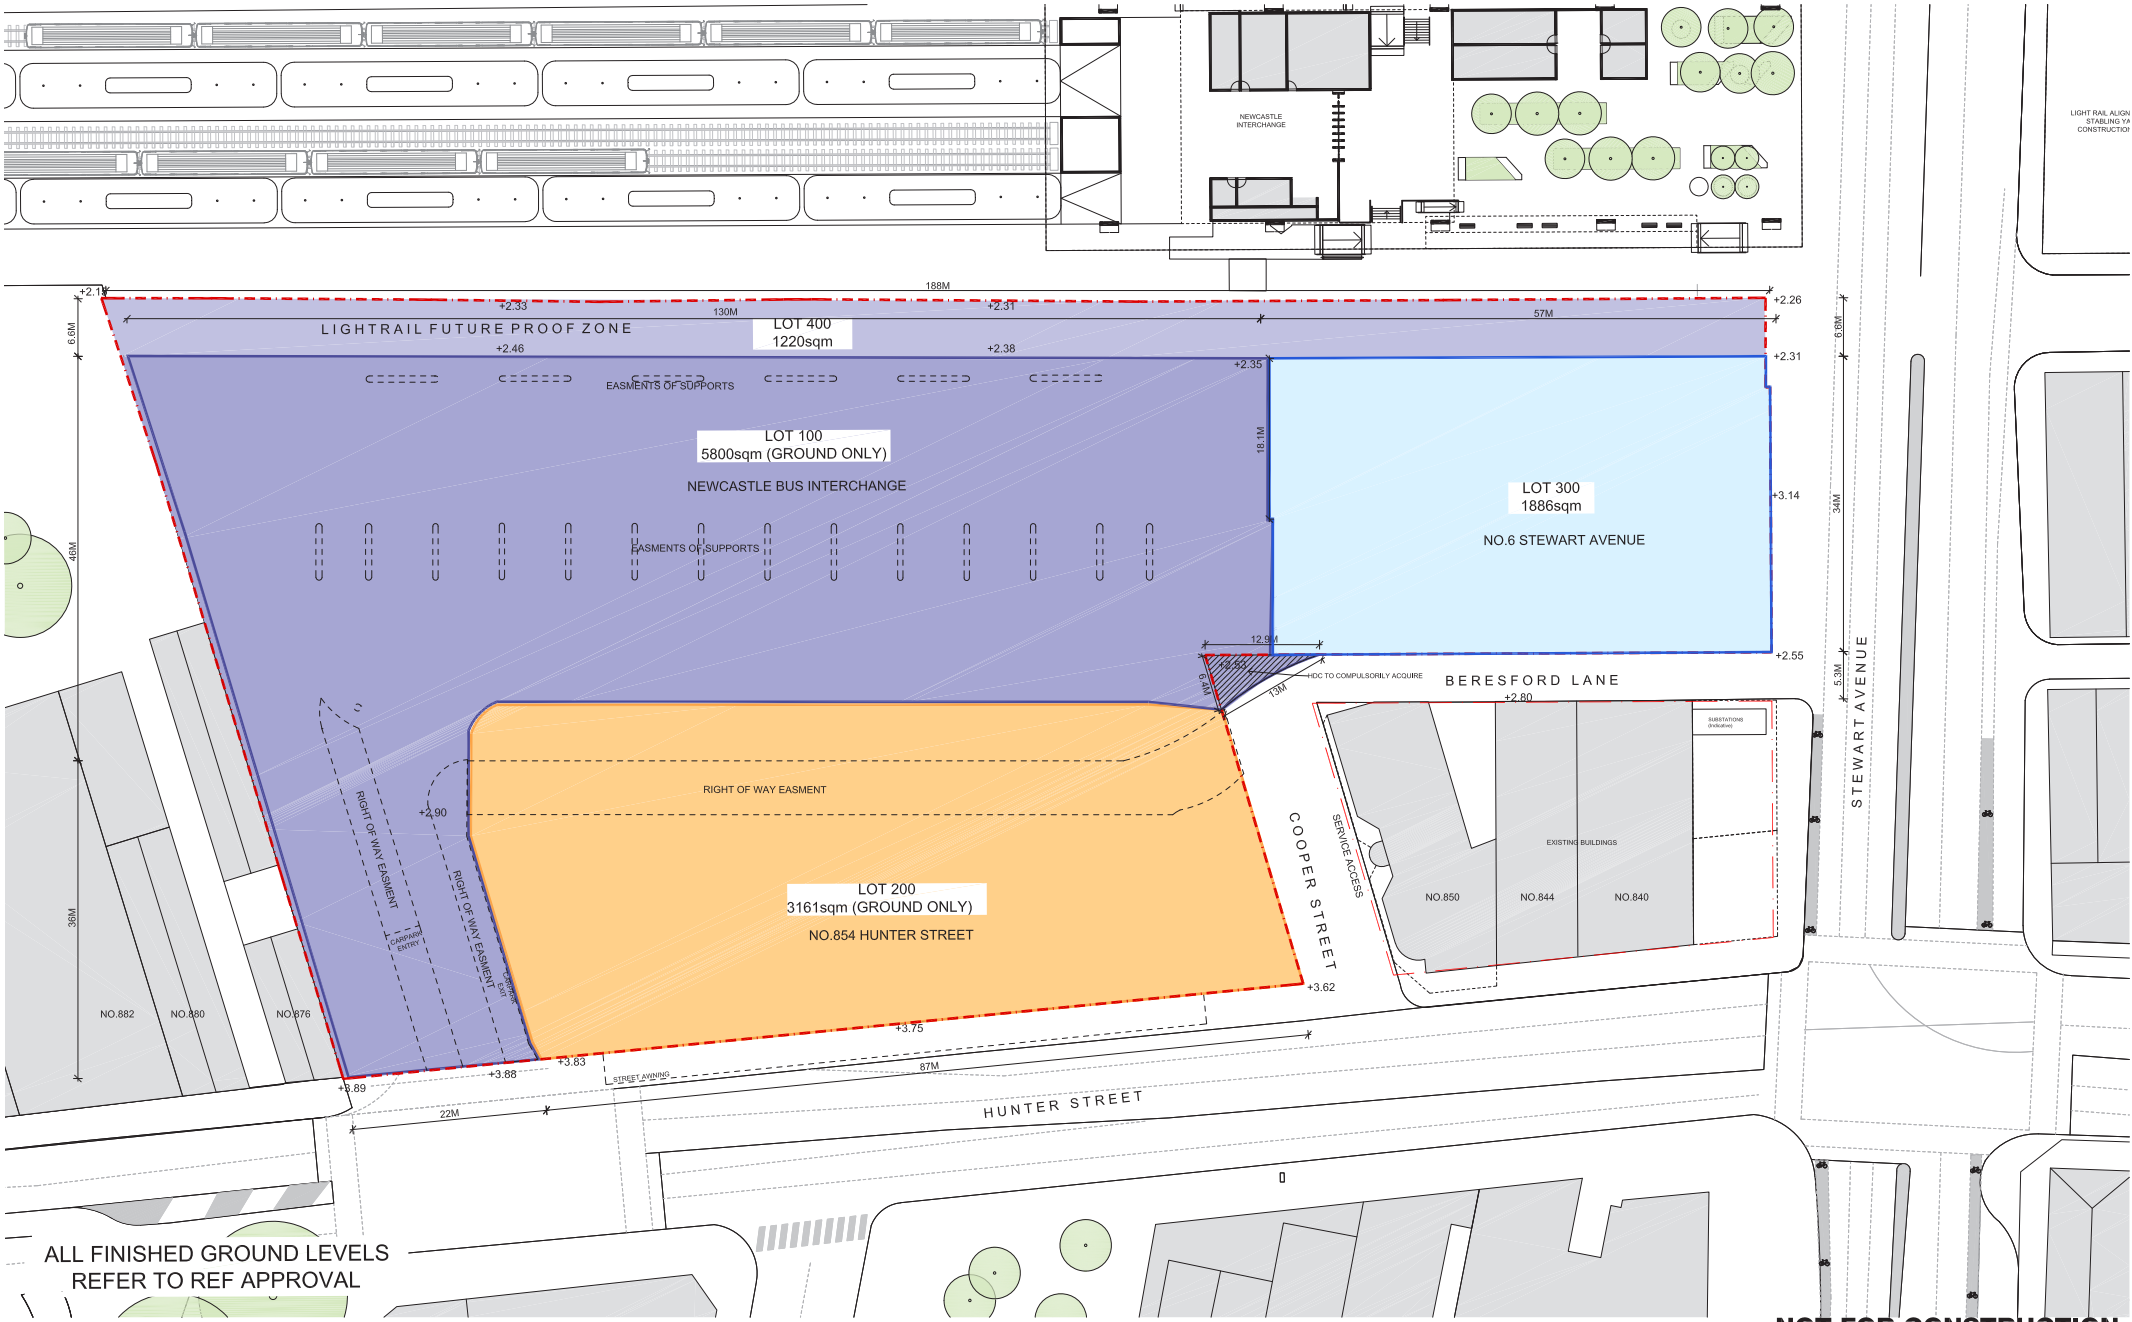 NEWCASTLE
INTERCHANGE
STABLING
188M
+2.33
+2.31
+2.26
130M
57M
LIGHTRAIL FUTURE PROOF ZONE
LOT 400
1220sqm
6.6M
6.6M
+2.46
+2.38
+2.35
+2.31
EASMENTS OF SUPPORTS
LOT 100
5800sqm (GROUND ONLY)
NEWCASTLE BUS INTERCHANGE
18.1M
LOT 300
1886sqm
NO.6 STEWART AVENUE
+3.14
34M
46M
EASMENTS OF SUPPORTS
12.9M
+2.53
6.4M
13M
HDC TO COMPULSORILY ACQUIRE
+2.55
BERESFORD LANE
+2.80
5.3M
STEWART AVENUE
SUBSTATIONS
(Indicative)
RIGHT OF WAY EASMENT
+2.90
RIGHT OF WAY EASMENT
RIGHT OF WAY EASMENT
CARPARK
ENTRY
CARPARK
EXIT
LOT 200
3161sqm (GROUND ONLY)
NO.854 HUNTER STREET
COOPER STREET
SERVICE ACCESS
EXISTING BUILDINGS
NO.850
NO.844
NO.840
36M
NO.882
NO.880
NO.876
+3.62
+3.75
+3.83
+3.88
+3.89
STREET AWNING
87M
22M
HUNTER STREET
ALL FINISHED GROUND LEVELS
REFER TO REF APPROVAL
NOT FOR CONSTRUCTION